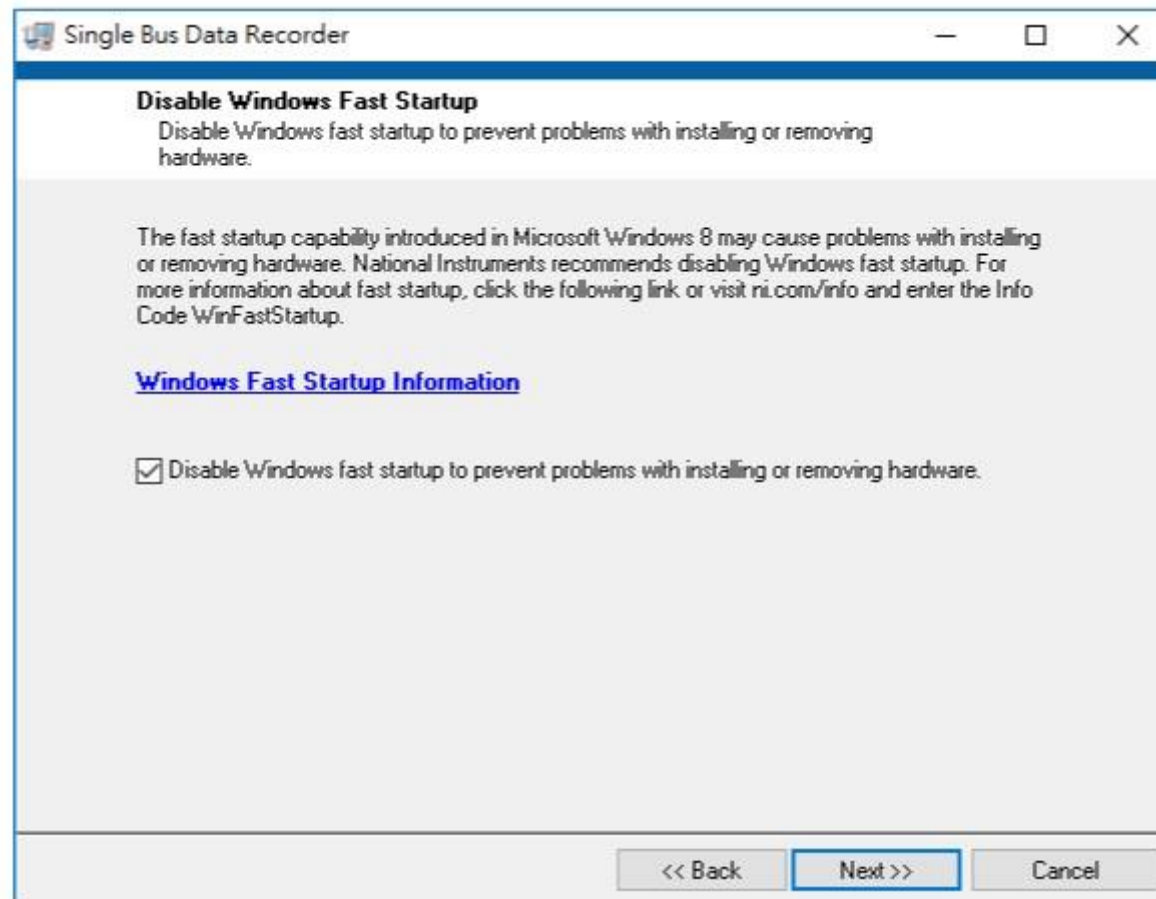 Single Bus Data Recorder
Disable Windows Fast Startup
Disable Windows fast startup to prevent problems with installing or removing
hardware.
The fast startup capability introduced in Microsoft Windows 8 may cause problems with installing
or removing hardware. National Instruments recommends disabling Windows fast startup. For
more information about fast startup, click the following link or visit ni.com/info and enter the Info
Code WinFastStartup.
Windows Fast Startup Information
Disable Windows fast startup to prevent problems with installing or removing hardware.
<< Back Next >> Cancel